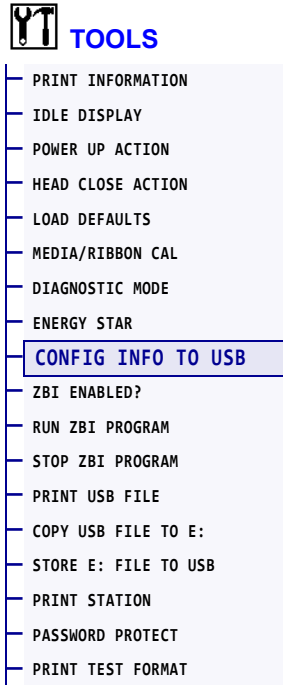 TOOLS
PRINT INFORMATION
IDLE DISPLAY
POWER UP ACTION
HEAD CLOSE ACTION
LOAD DEFAULTS
MEDIA/RIBBON CAL
DIAGNOSTIC MODE
ENERGY STAR
CONFIG INFO TO USB
ZBI ENABLED?
RUN ZBI PROGRAM
STOP ZBI PROGRAM
PRINT USB FILE
COPY USB FILE TO E:
STORE E: FILE TO USB
PRINT STATION
PASSWORD PROTECT
PRINT TEST FORMAT